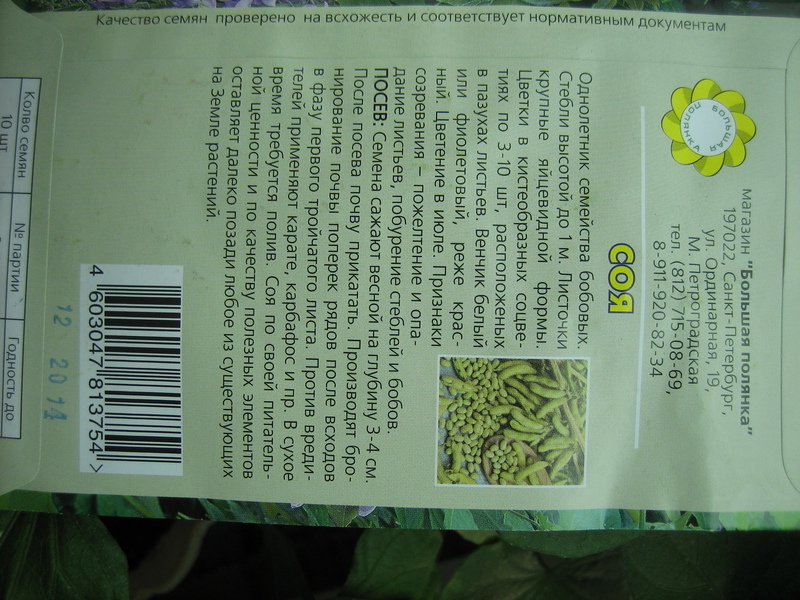 БОЛЬШАЯ ПОЛЯНКА
магазин "Большая полянка"
197022, Санкт-Петербург,
ул. Ординарная, 19,
М. Петроградская
тел. (812) 715-08-69,
8-911-920-82-34
СОЯ
Однолетник семейства бобовых.
Стебли высотой до 1 м. Листочки
крупные яйцевидной формы.
Цветки в кистеобразных соцве-
тиях по 3-10 шт, расположеных
в пазухах листьев. Венчик белый
или фиолетовый, реже крас-
ный. Цветение в июле. Признаки
созревания – пожелтение и опа-
дание листьев, побурение стеблей и бобов.
ПОСЕВ: Семена сажают весной на глубину 3-4 см.
После посева почву прикатать. Производят бро-
нирование почвы поперек рядов после всходов
в фазу первого тройчатого листа. Против вреди-
телей применяют карате, карбафос и пр. В сухое
время требуется полив. Соя по своей питатель-
ной ценности и по качеству полезных элементов
оставляет далеко позади любое из существующих
на Земле растений.
4 603047 813754 >
12 2014
Кол-во семян № партии Годность до
10 шт
Качество семян проверено на всхожесть и соответствует нормативным документам